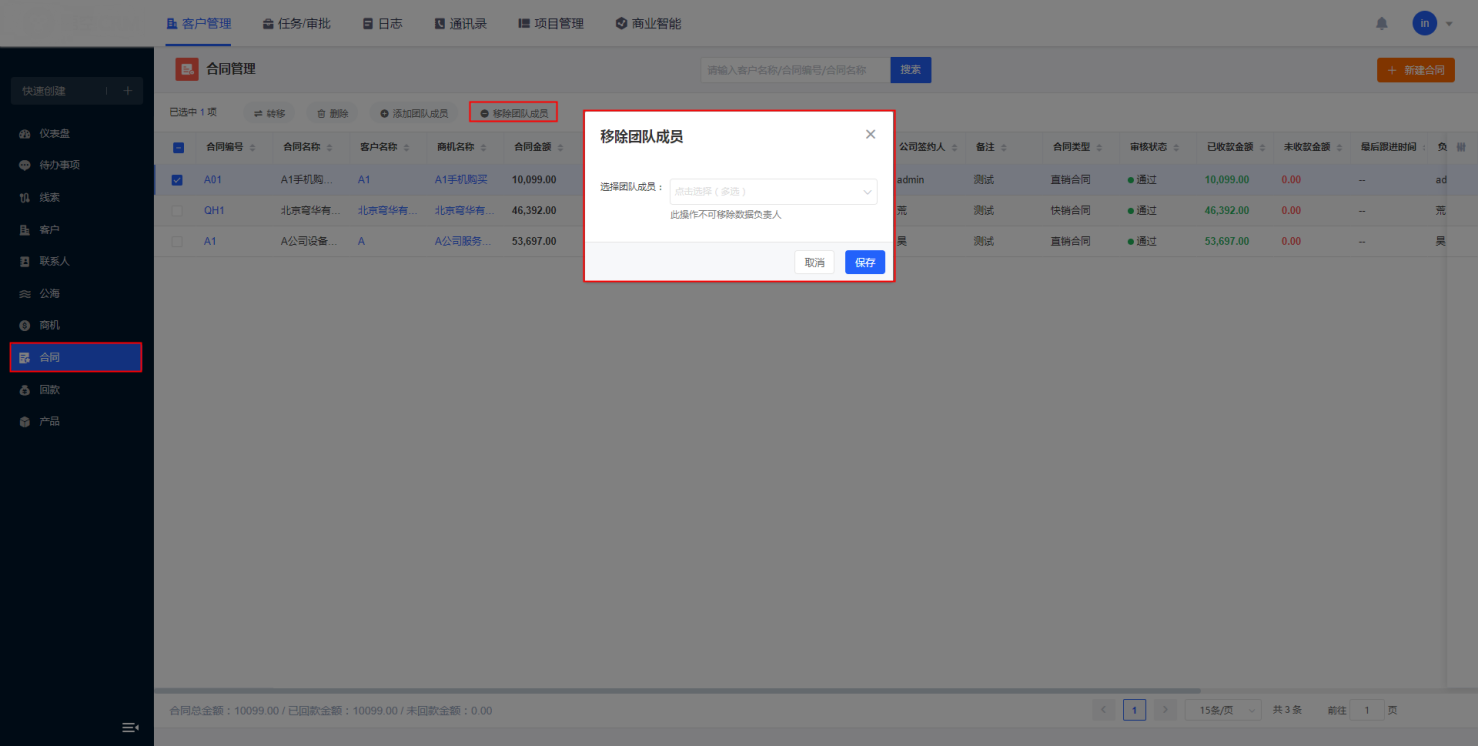 客户管理 任务/审批 日志 通讯录 项目管理 商业智能 in
合同管理 请输入客户名称/合同编号/合同名称 搜索 + 新建合同
快速创建 +
仪表盘
待办事项
线索
客户
联系人
公海
商机
合同
回款
产品
已选中 1 项 转移 删除 添加团队成员 移除团队成员
合同编号 合同名称 客户名称 商机名称 合同金额 公司签约人 备注 合同类型 审核状态 已收款金额 未收款金额 最后跟进时间 负
A01 A1手机购... A1 A1手机购买 10,099.00 admin 测试 直销合同 通过 10,099.00 0.00 -- ad
QH1 北京穹华有... 北京穹华有... 北京穹华有... 46,392.00 荒 测试 快销合同 通过 46,392.00 0.00 -- 荒
A1 A公司设备... A A公司服务... 53,697.00 昊 测试 直销合同 通过 53,697.00 0.00 -- 昊
移除团队成员
选择团队成员： 点击选择（多选）
此操作不可移除数据负责人
取消 保存
合同总金额：10099.00 / 已回款金额：10099.00 / 未回款金额：0.00
1 15条/页 共 3 条 前往 1 页